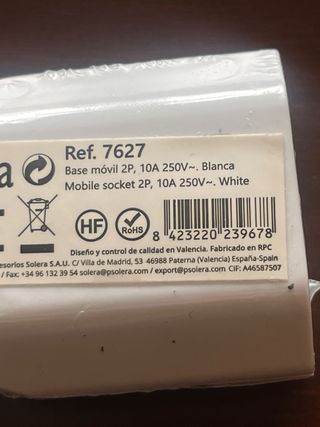 a
Ref. 7627
Base móvil 2P, 10A 250V~. Blanca
Mobile socket 2P, 10A 250V~. White
HF
RoHS
8 423220 239678
Diseño y control de calidad en Valencia. Fabricado en RPC
esorios Solera S.A.U. C/ Villa de Madrid, 53 46988 Paterna (Valencia) España-Spain
/ Fax: +34 96 132 39 54 solera@psolera.com / export@psolera.com CIF: A46587507